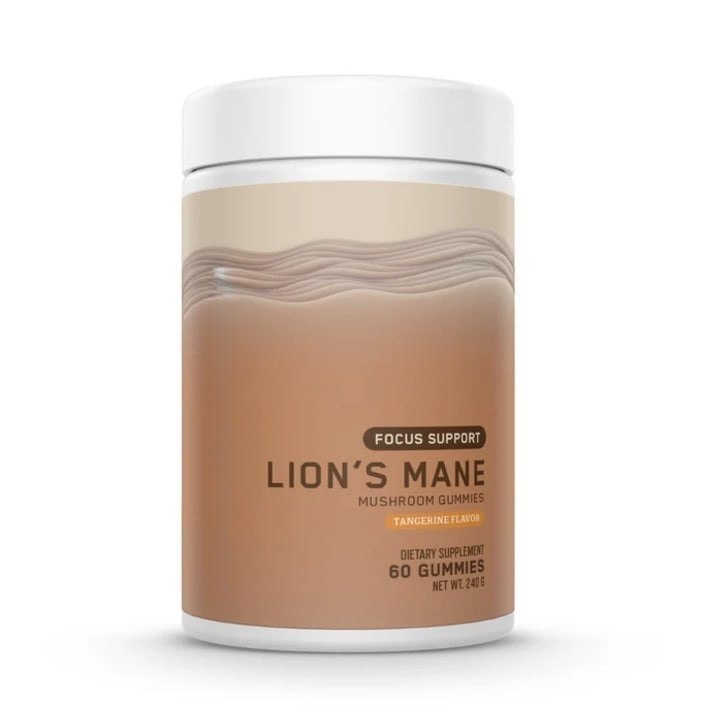 FOCUS SUPPORT
LION'S MANE
MUSHROOM GUMMIES
TANGERINE FLAVOR
DIETARY SUPPLEMENT
60 GUMMIES
NET WT. 240 G